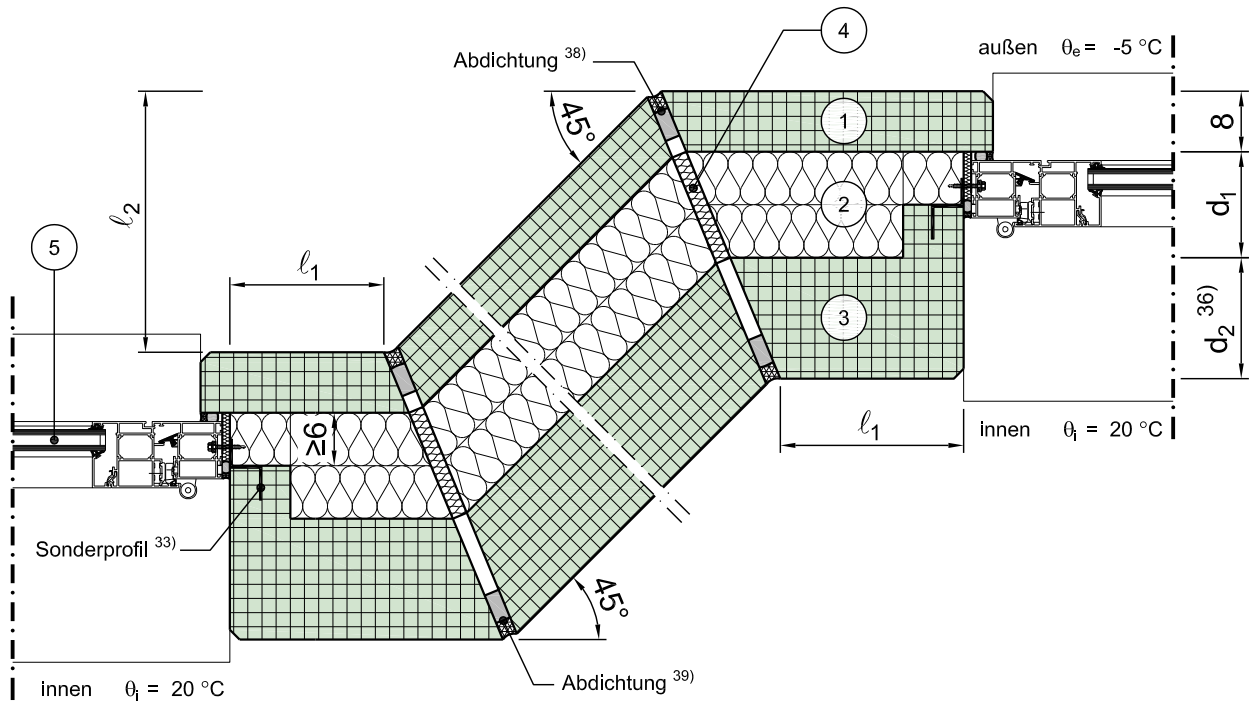 außen θe = -5 °C
4
Abdichtung 38)
45°
1
8
ℓ2
2
d1
5
ℓ1
3
d2 36)
≥6
ℓ1
innen θi = 20 °C
Sonderprofil 33)
45°
Abdichtung 39)
innen θi = 20 °C